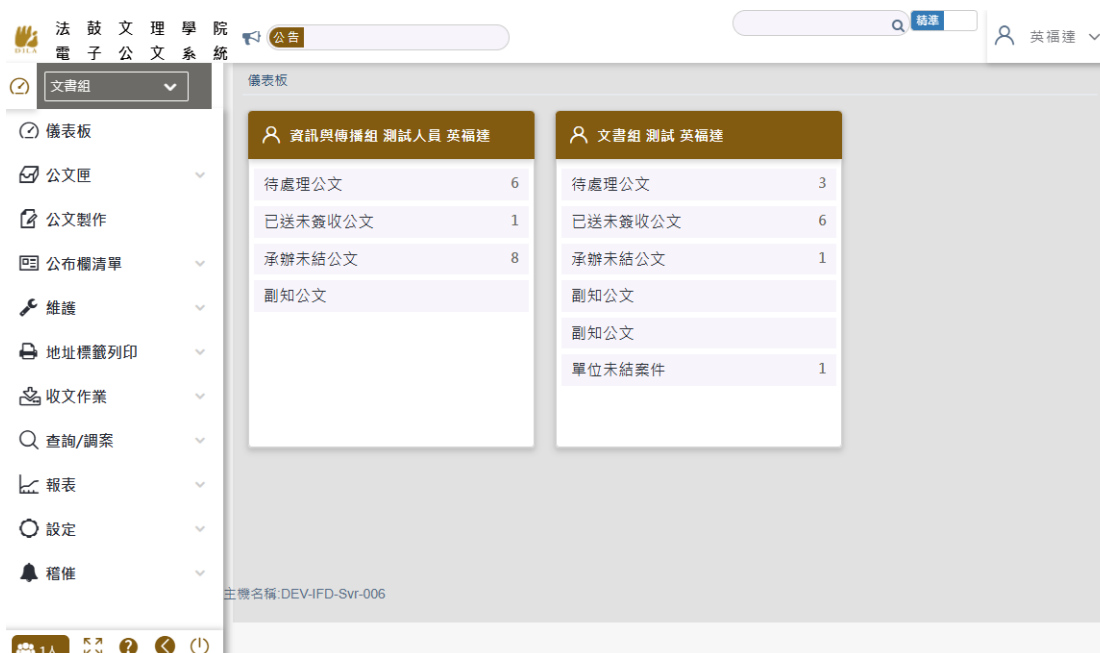 法鼓文理學院
電子公文系統
DILA
公告
精準
英福達
文書組
儀表板
儀表板
公文匣
公文製作
公布欄清單
維護
地址標籤列印
收文作業
查詢/調案
報表
設定
稽催
1人
資訊與傳播組 測試人員 英福達
待處理公文 6
已送未簽收公文 1
承辦未結公文 8
副知公文
文書組 測試 英福達
待處理公文 3
已送未簽收公文 6
承辦未結公文 1
副知公文
副知公文
單位未結案件 1
主機名稱:DEV-IFD-Svr-006